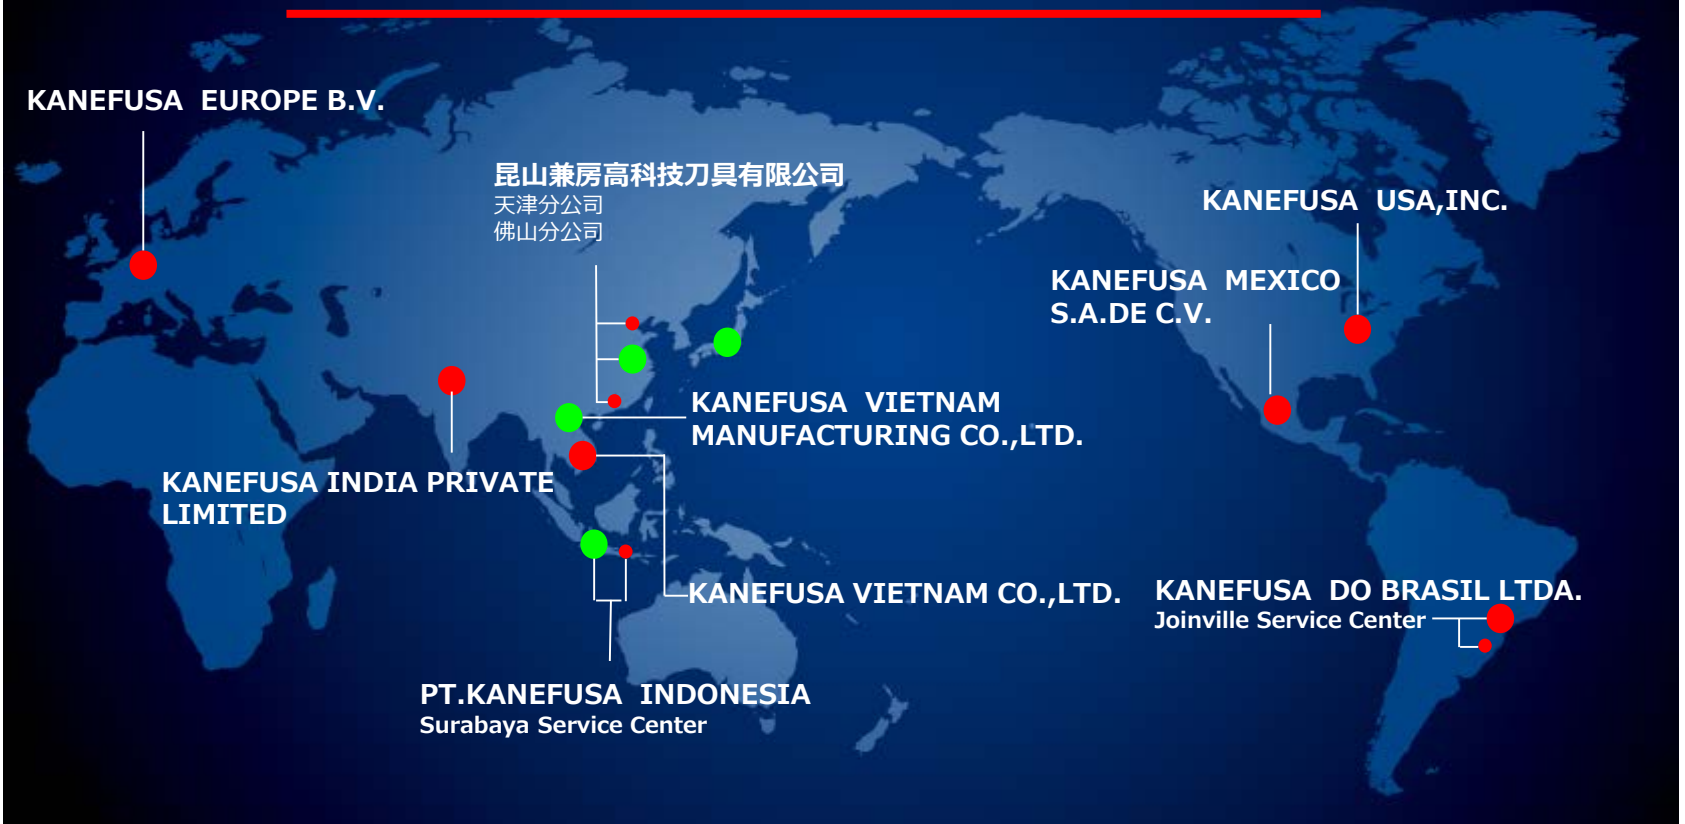 KANEFUSA EUROPE B.V.
昆山兼房高科技刀具有限公司
天津分公司
佛山分公司
KANEFUSA USA,INC.
KANEFUSA MEXICO
S.A.DE C.V.
KANEFUSA VIETNAM
MANUFACTURING CO.,LTD.
KANEFUSA INDIA PRIVATE
LIMITED
KANEFUSA VIETNAM CO.,LTD.
KANEFUSA DO BRASIL LTDA.
Joinville Service Center
PT.KANEFUSA INDONESIA
Surabaya Service Center